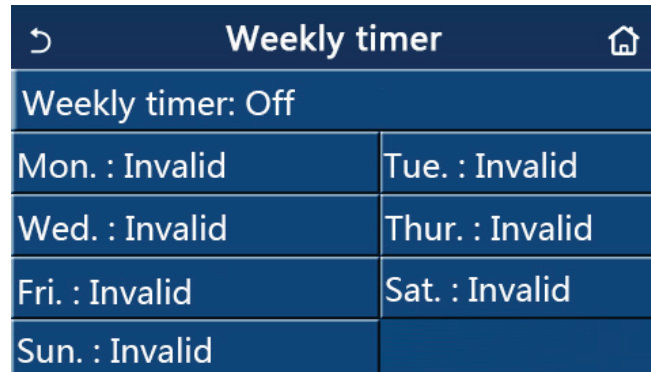 Weekly timer
Weekly timer: Off
Mon. : Invalid
Tue. : Invalid
Wed. : Invalid
Thur. : Invalid
Fri. : Invalid
Sat. : Invalid
Sun. : Invalid